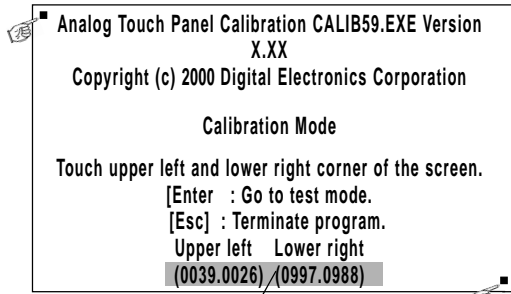 Analog Touch Panel Calibration CALIB59.EXE Version
X.XX
Copyright (c) 2000 Digital Electronics Corporation
Calibration Mode
Touch upper left and lower right corner of the screen.
[Enter : Go to test mode.
[Esc] : Terminate program.
Upper left Lower right
(0039.0026)/(0997.0988)